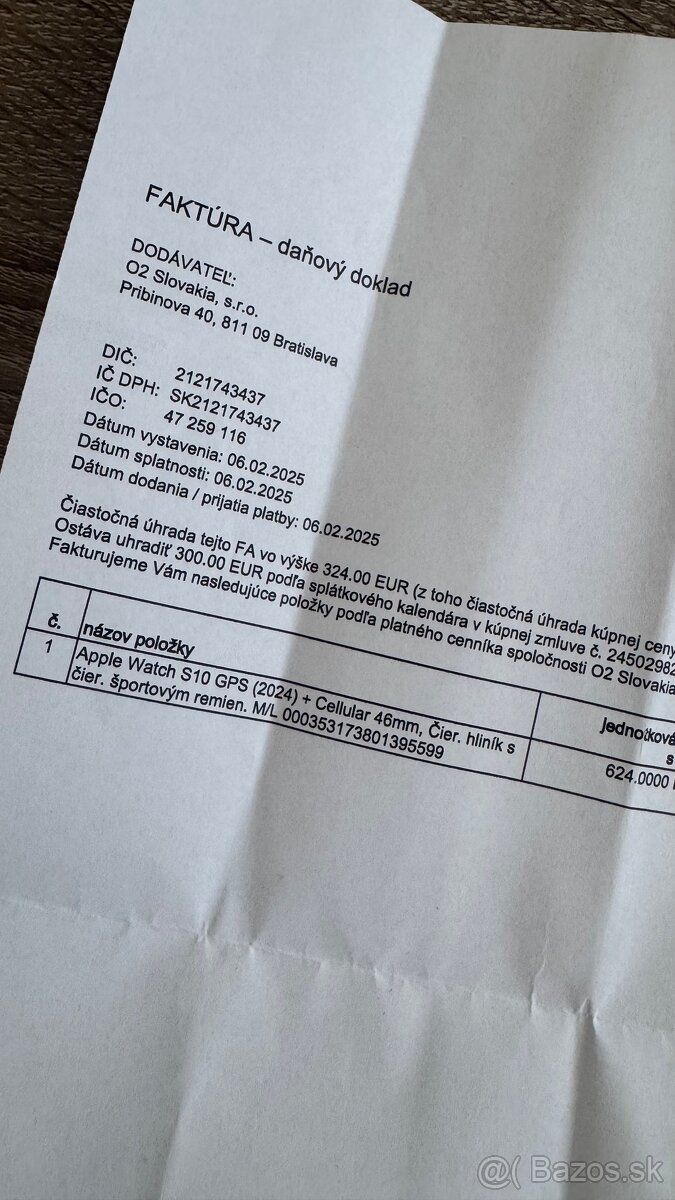 FAKTÚRA – daňový doklad
DODÁVATEĽ:
O2 Slovakia, s.r.o.
Pribinova 40, 811 09 Bratislava
DIČ: 2121743437
IČ DPH: SK2121743437
IČO: 47 259 116
Dátum vystavenia: 06.02.2025
Dátum splatnosti: 06.02.2025
Dátum dodania / prijatia platby: 06.02.2025
Čiastočná úhrada tejto FA vo výške 324.00 EUR (z toho čiastočná úhrada kúpnej ceny
Ostáva uhradiť 300.00 EUR podľa splátkového kalendára v kúpnej zmluve č. 24502982
Fakturujeme Vám nasledujúce položky podľa platného cenníka spoločnosti O2 Slovakia
č. názov položky
jednotková
s
1 Apple Watch S10 GPS (2024) + Cellular 46mm, Čier. hliník s
čier. športovým remien. M/L 000353173801395599
624.0000
@( Bazos.sk